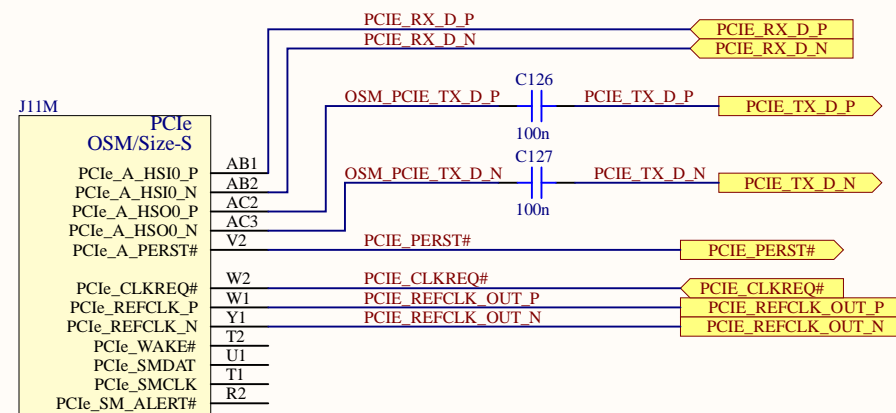 PCIE_RX_D_P PCIE_RX_D_P
PCIE_RX_D_N PCIE_RX_D_N
C126
OSM_PCIE_TX_D_P PCIE_TX_D_P PCIE_TX_D_P
100n
J11M
PCIe
OSM/Size-S
C127
PCIe_A_HSI0_P AB1
OSM_PCIE_TX_D_N PCIE_TX_D_N PCIE_TX_D_N
PCIe_A_HSI0_N AB2
100n
PCIe_A_HSO0_P AC2
PCIe_A_HSO0_N AC3
PCIe_A_PERST# V2 PCIE_PERST# PCIE_PERST#
PCIe_CLKREQ# W2 PCIE_CLKREQ# PCIE_CLKREQ#
PCIe_REFCLK_P W1 PCIE_REFCLK_OUT_P PCIE_REFCLK_OUT_P
PCIe_REFCLK_N Y1 PCIE_REFCLK_OUT_N PCIE_REFCLK_OUT_N
PCIe_WAKE# T2
PCIe_SMDAT U1
PCIe_SMCLK T1
PCIe_SM_ALERT# R2